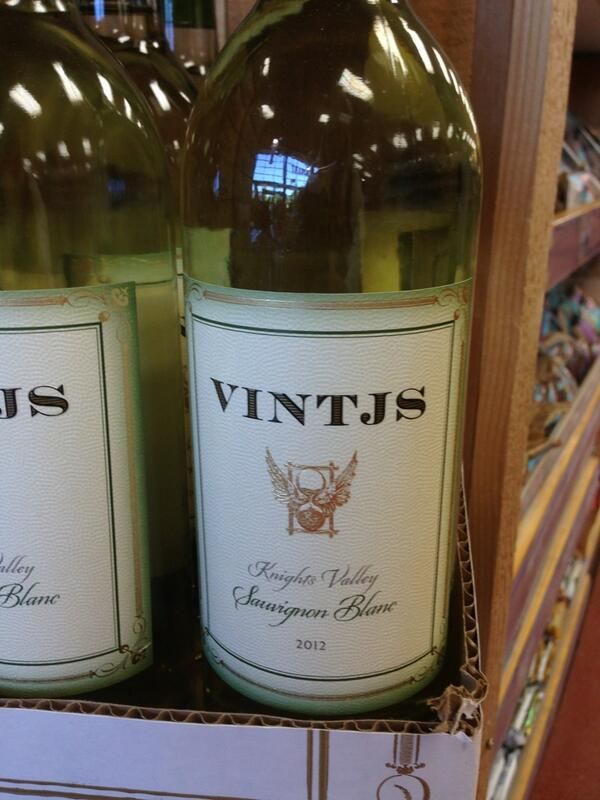 VINTJS
Knights Valley
Sauvignon Blanc
2012
JS
alley
Blanc